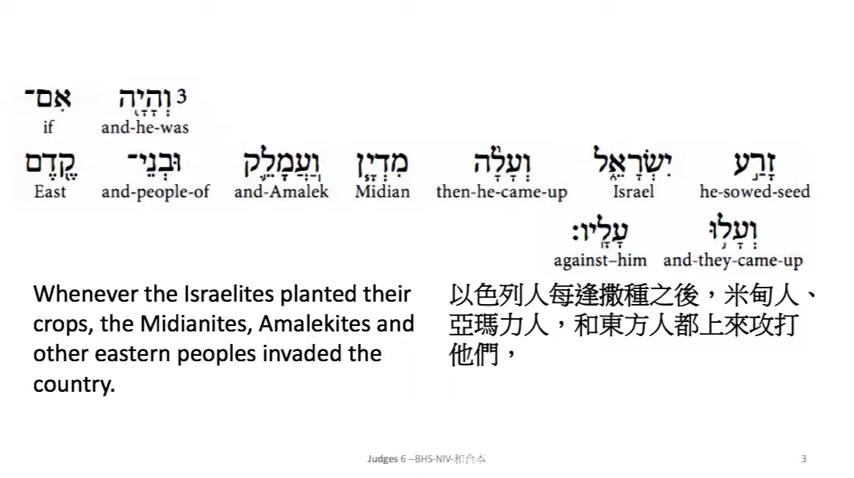 3 וְהָיָ֖ה אִם־
and-he-was if
זָרַ֣ע יִשְׂרָאֵ֑ל וְעָלָ֨ה מִדְיָ֧ן וַֽעֲמָלֵ֛ק וּבְנֵי־ קֶ֖דֶם
he-sowed-seed Israel then-he-came-up Midian and-Amalek and-people-of East
וְעָל֥וּ עָלָֽיו׃
and-they-came-up against–him
Whenever the Israelites planted their
crops, the Midianites, Amalekites and
other eastern peoples invaded the
country.
以色列人每逢撒種之後，米甸人、
亞瑪力人，和東方人都上來攻打
他們，
Judges 6 --BHS-NIV-和合本
3